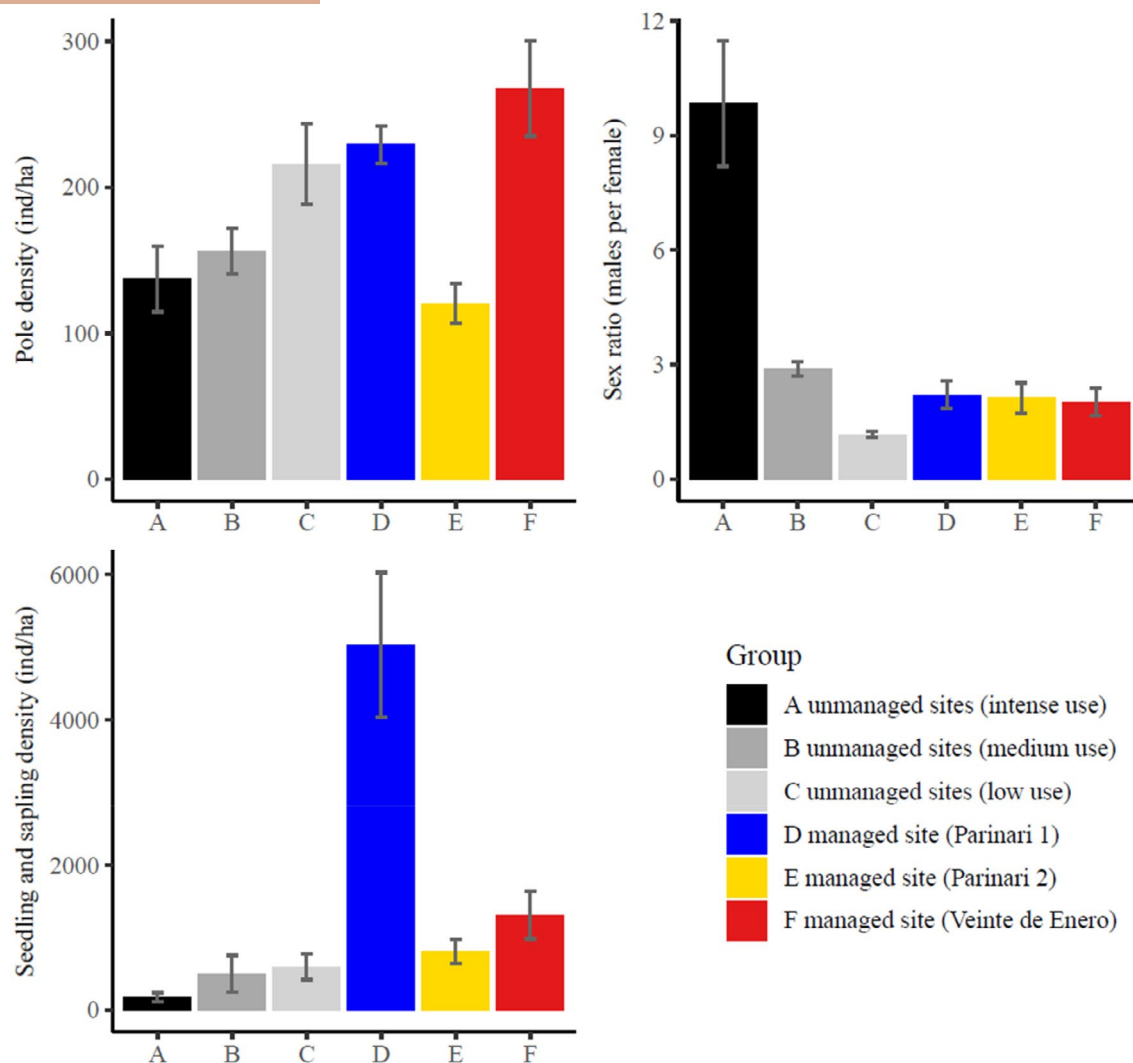 Pole density (ind/ha)
300
200
100
0
A B C D E F
Sex ratio (males per female)
12
9
6
3
0
A B C D E F
Seedling and sapling density (ind/ha)
6000
4000
2000
0
A B C D E F
Group
A unmanaged sites (intense use)
B unmanaged sites (medium use)
C unmanaged sites (low use)
D managed site (Parinari 1)
E managed site (Parinari 2)
F managed site (Veinte de Enero)